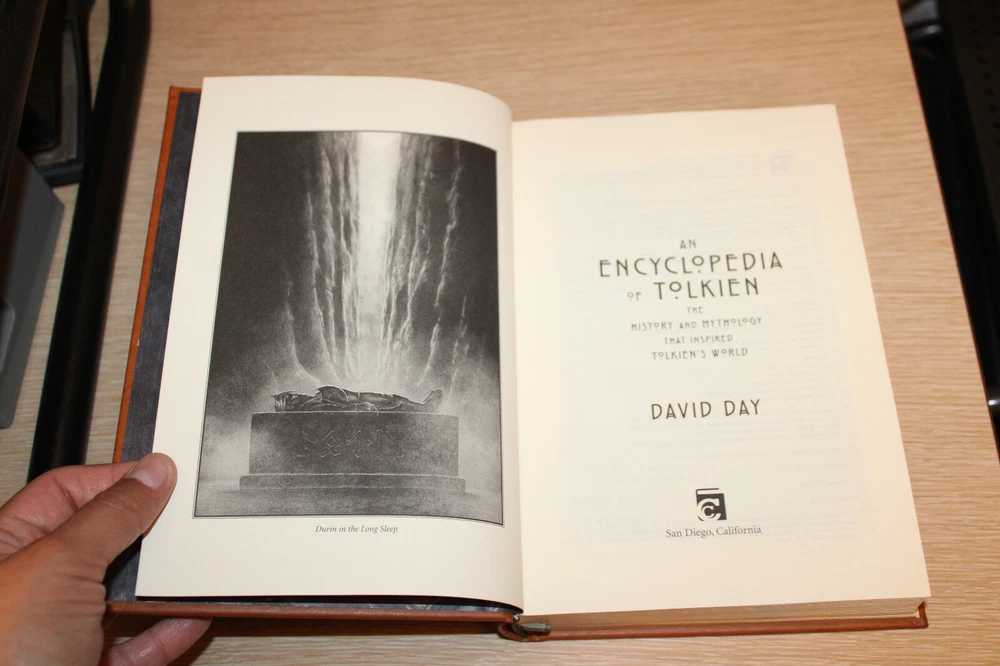 Durin in the Long Sleep
AN
ENCYCLOPEDIA
OF TOLKIEN
THE
HISTORY AND MYTHOLOGY
THAT INSPIRED
TOLKIEN'S WORLD
DAVID DAY
C
San Diego, California